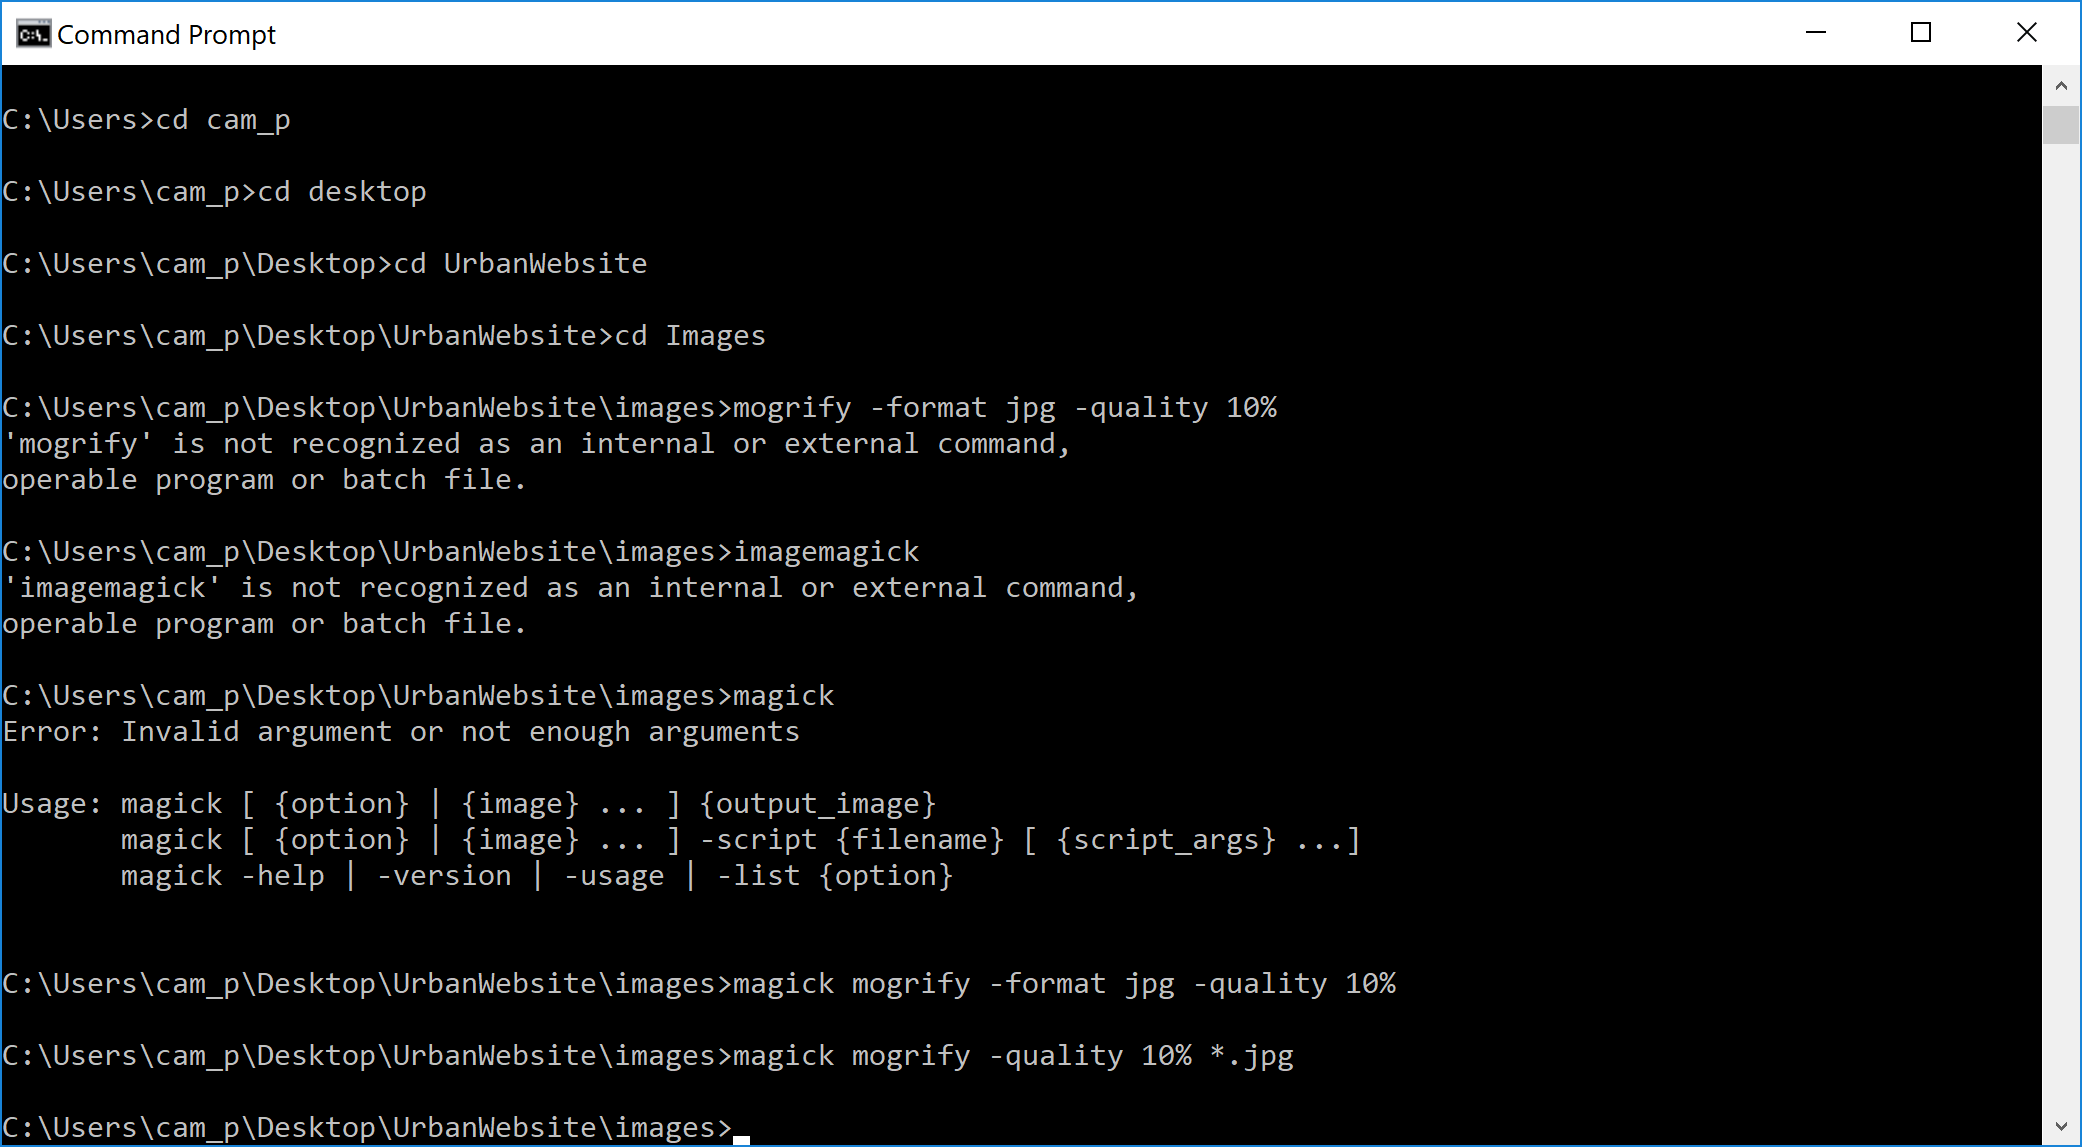 Command Prompt
C:\Users>cd cam_p
C:\Users\cam_p>cd desktop
C:\Users\cam_p\Desktop>cd UrbanWebsite
C:\Users\cam_p\Desktop\UrbanWebsite>cd Images
C:\Users\cam_p\Desktop\UrbanWebsite\images>mogrify -format jpg -quality 10%
'mogrify' is not recognized as an internal or external command,
operable program or batch file.
C:\Users\cam_p\Desktop\UrbanWebsite\images>imagemagick
'imagemagick' is not recognized as an internal or external command,
operable program or batch file.
C:\Users\cam_p\Desktop\UrbanWebsite\images>magick
Error: Invalid argument or not enough arguments
Usage: magick [ {option} | {image} ... ] {output_image}
       magick [ {option} | {image} ... ] -script {filename} [ {script_args} ...]
       magick -help | -version | -usage | -list {option}
C:\Users\cam_p\Desktop\UrbanWebsite\images>magick mogrify -format jpg -quality 10%
C:\Users\cam_p\Desktop\UrbanWebsite\images>magick mogrify -quality 10% *.jpg
C:\Users\cam_p\Desktop\UrbanWebsite\images>